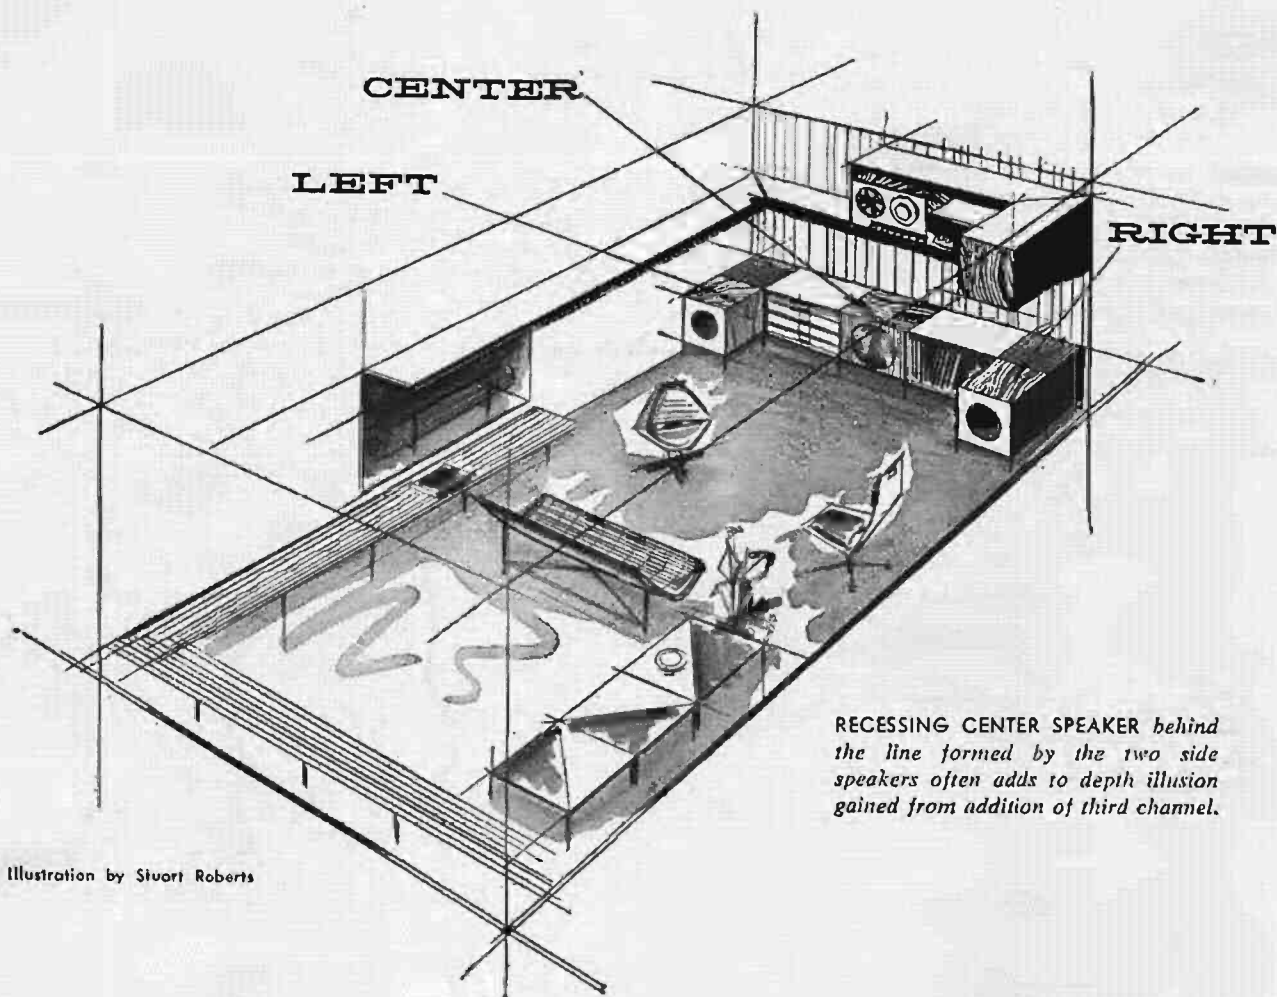 CENTER
LEFT
RIGHT
RECESSING CENTER SPEAKER behind
the line formed by the two side
speakers often adds to depth illusion
gained from addition of third channel.
Illustration by Stuart Roberts